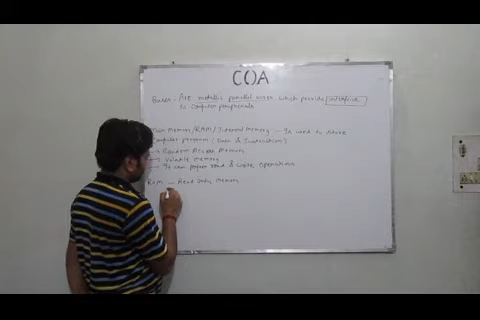 COA
Buses - Are metallic parallel wires which provide interface
to computer peripherals
Main Memory/RAM/Internal Memory - Is used to store
Computer program (Data & Instruction)
→ Random Access Memory
→ Volatile memory
→ It can perform read & write operations
ROM - Read Only Memory